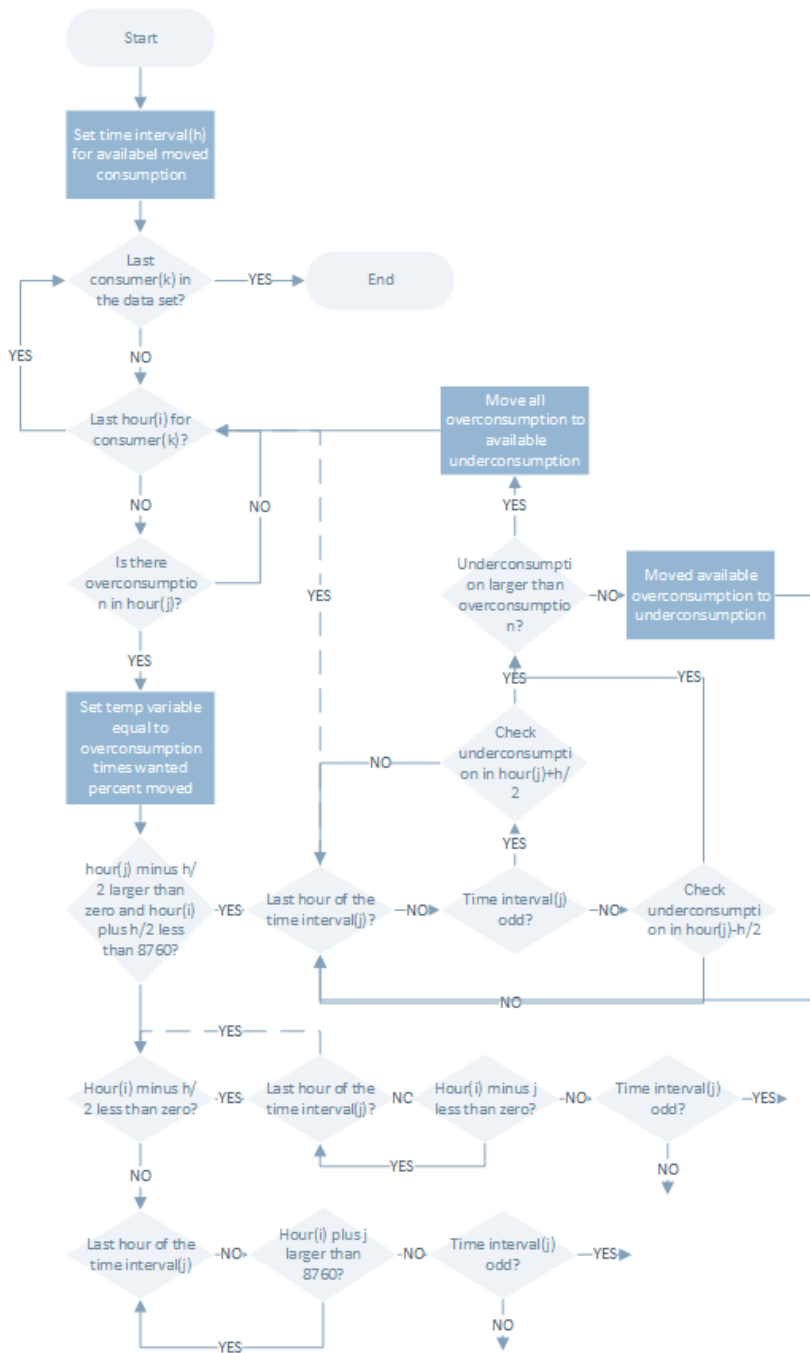 Start
Set time interval(h)
for availabel moved
consumption
Last
consumer(k) in
the data set?
YES
End
YES
NO
Last hour(i) for
consumer(k)?
Move all
overconsumption to
available
underconsumption
NO
NO
YES
Is there
overconsumptio
n in hour(j)?
YES
Underconsumpti
on larger than
overconsumptio
n?
NO
Moved available
overconsumption to
underconsumption
YES
YES
YES
Set temp variable
equal to
overconsumption
times wanted
percent moved
Check
underconsumpti
on in hour(j)+h/
2
NO
YES
hour(j) minus h/
2 larger than
zero and hour(i)
plus h/2 less
than 8760?
YES
Last hour of the
time interval(j)?
NO
Time interval(j)
odd?
NO
Check
underconsumpti
on in hour(j)-h/2
NO
YES
Hour(i) minus h/
2 less than zero?
YES
Last hour of the
time interval(j)?
NO
Hour(i) minus j
less than zero?
NO
Time interval(j)
odd?
YES
YES
NO
NO
Last hour of the
time interval(j)
NO
Hour(i) plus j
larger than
8760?
NO
Time interval(j)
odd?
YES
NO
YES